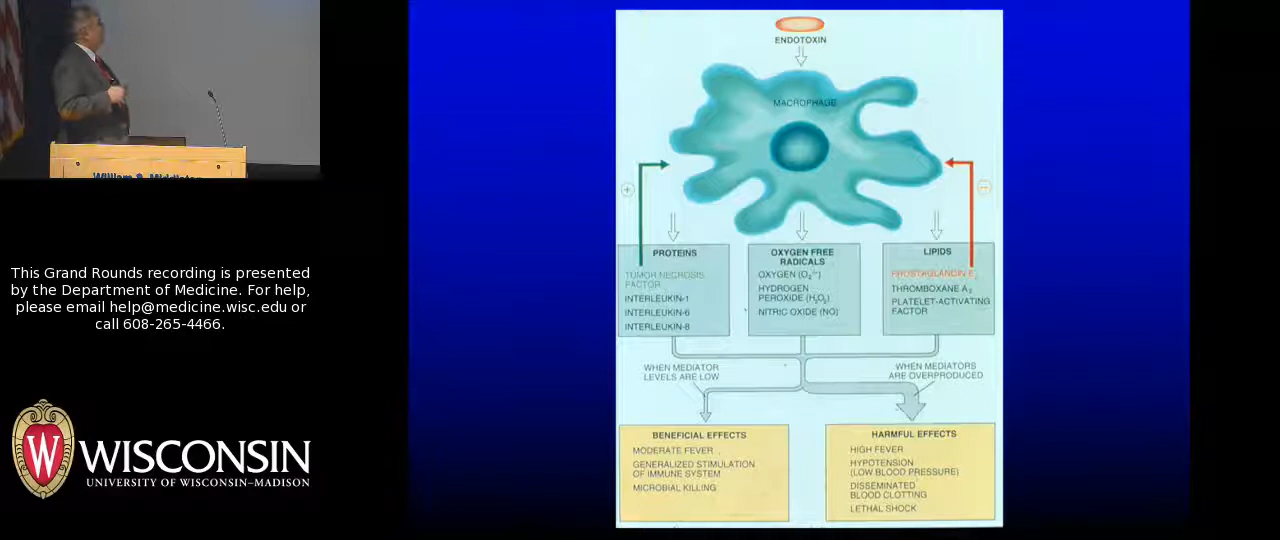 William S. Middleton
This Grand Rounds recording is presented
by the Department of Medicine. For help,
please email help@medicine.wisc.edu or
call 608-265-4466.
WISCONSIN
UNIVERSITY OF WISCONSIN–MADISON
ENDOTOXIN
MACROPHAGE
+
−
PROTEINS
TUMOR NECROSIS
FACTOR
INTERLEUKIN-1
INTERLEUKIN-6
INTERLEUKIN-8
OXYGEN FREE
RADICALS
OXYGEN (O₂⁻)
HYDROGEN
PEROXIDE (H₂O₂)
NITRIC OXIDE (NO)
LIPIDS
PROSTAGLANDIN E₂
THROMBOXANE A₂
PLATELET-ACTIVATING
FACTOR
WHEN MEDIATOR
LEVELS ARE LOW
WHEN MEDIATORS
ARE OVERPRODUCED
BENEFICIAL EFFECTS
MODERATE FEVER
GENERALIZED STIMULATION
OF IMMUNE SYSTEM
MICROBIAL KILLING
HARMFUL EFFECTS
HIGH FEVER
HYPOTENSION
(LOW BLOOD PRESSURE)
DISSEMINATED
BLOOD CLOTTING
LETHAL SHOCK